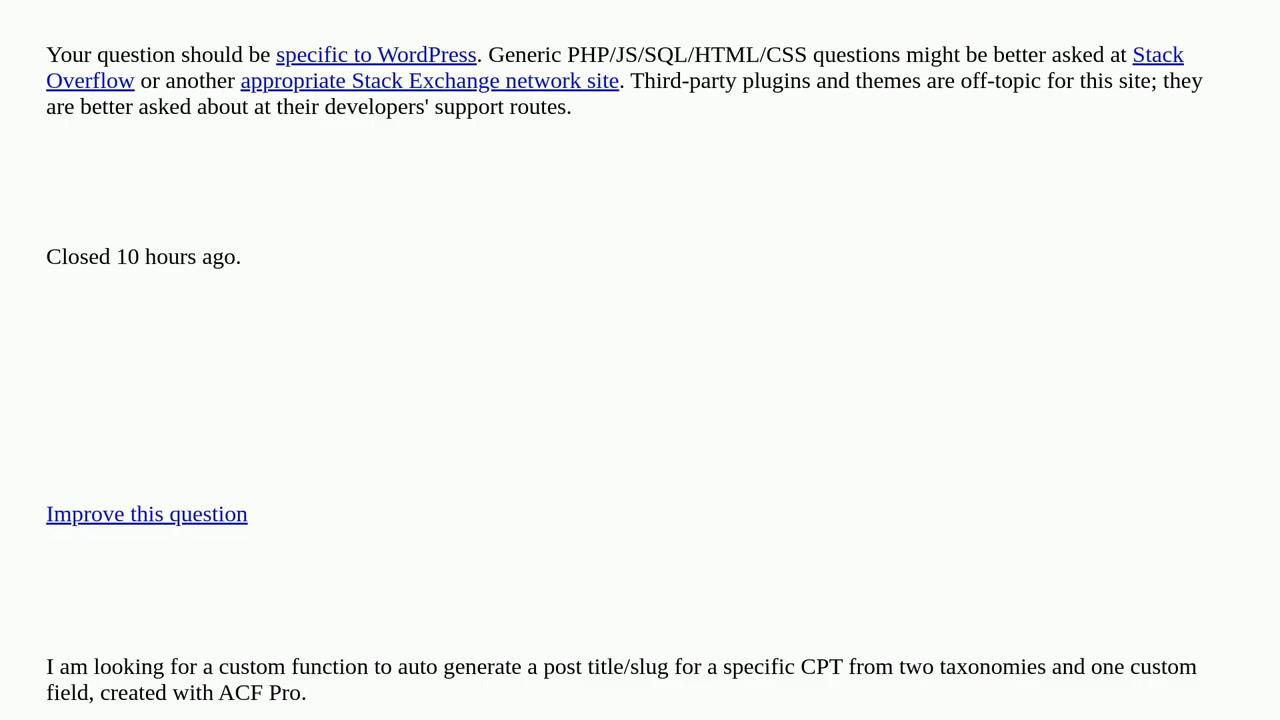 Your question should be specific to WordPress. Generic PHP/JS/SQL/HTML/CSS questions might be better asked at Stack
Overflow or another appropriate Stack Exchange network site. Third-party plugins and themes are off-topic for this site; they
are better asked about at their developers' support routes.
Closed 10 hours ago.
Improve this question
I am looking for a custom function to auto generate a post title/slug for a specific CPT from two taxonomies and one custom
field, created with ACF Pro.